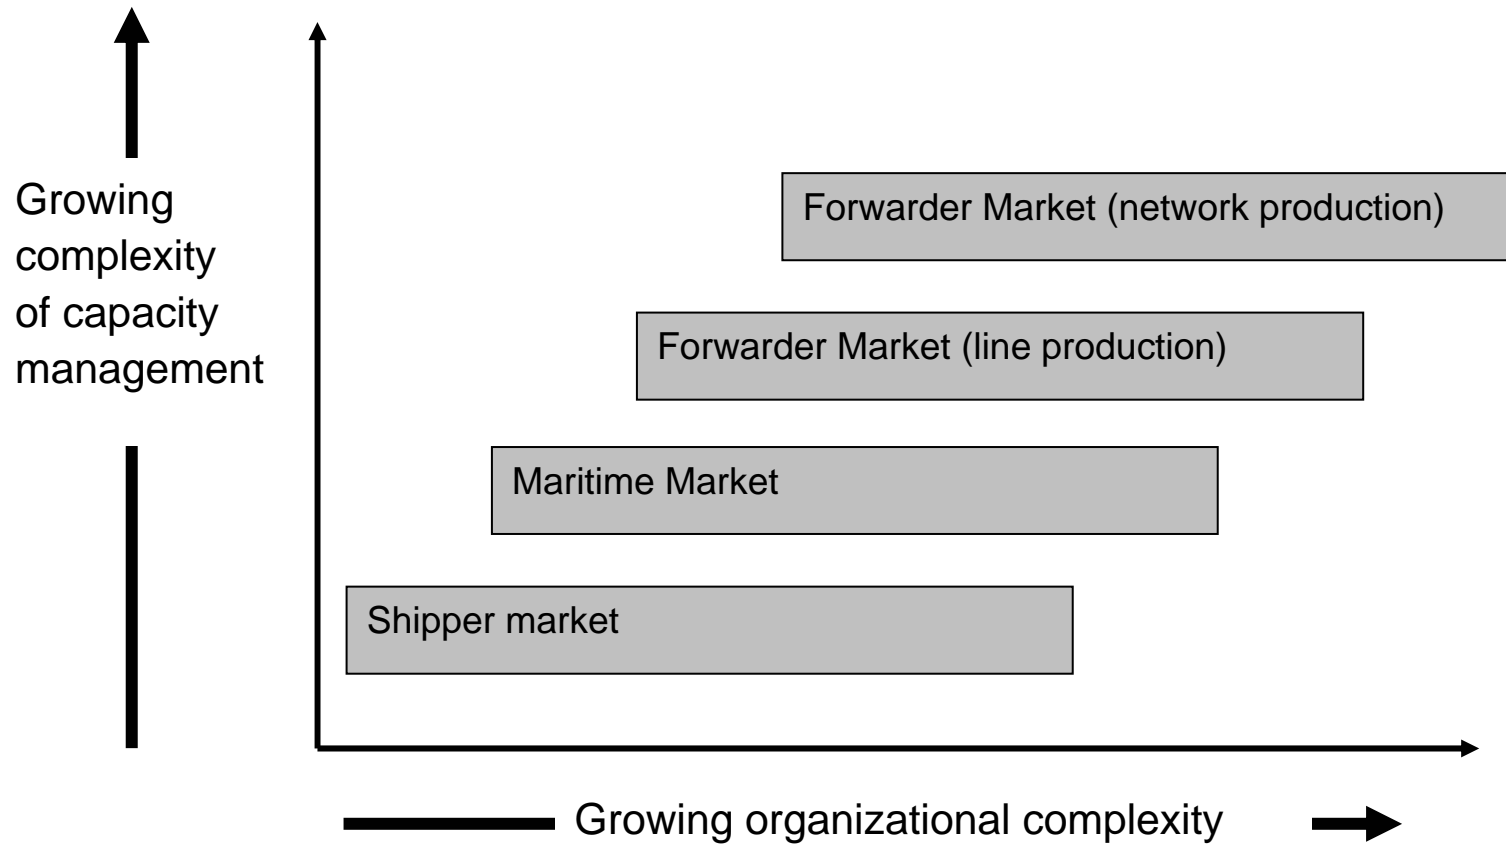 Growing
complexity
of capacity
management
Forwarder Market (network production)
Forwarder Market (line production)
Maritime Market
Shipper market
Growing organizational complexity